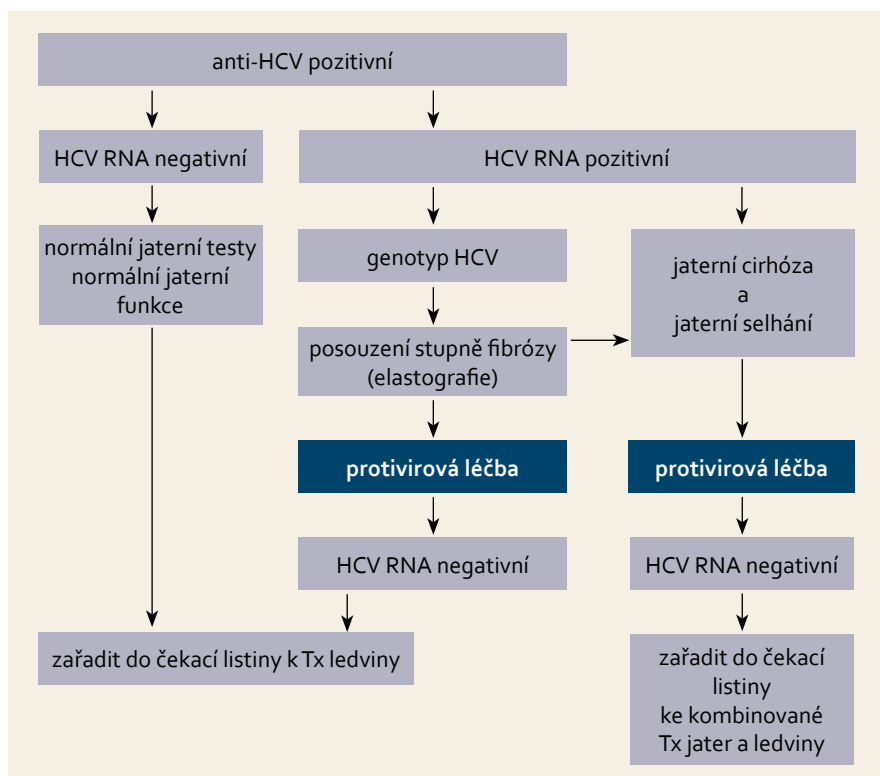 anti-HCV pozitivní
HCV RNA negativní
HCV RNA pozitivní
normální jaterní testy
normální jaterní
funkce
genotyp HCV
jaterní cirhóza
a
jaterní selhání
posouzení stupně fibrózy
(elastografie)
protivirová léčba
protivirová léčba
HCV RNA negativní
HCV RNA negativní
zařadit do čekací listiny k Tx ledviny
zařadit do čekací
listiny
ke kombinované
Tx jater a ledviny